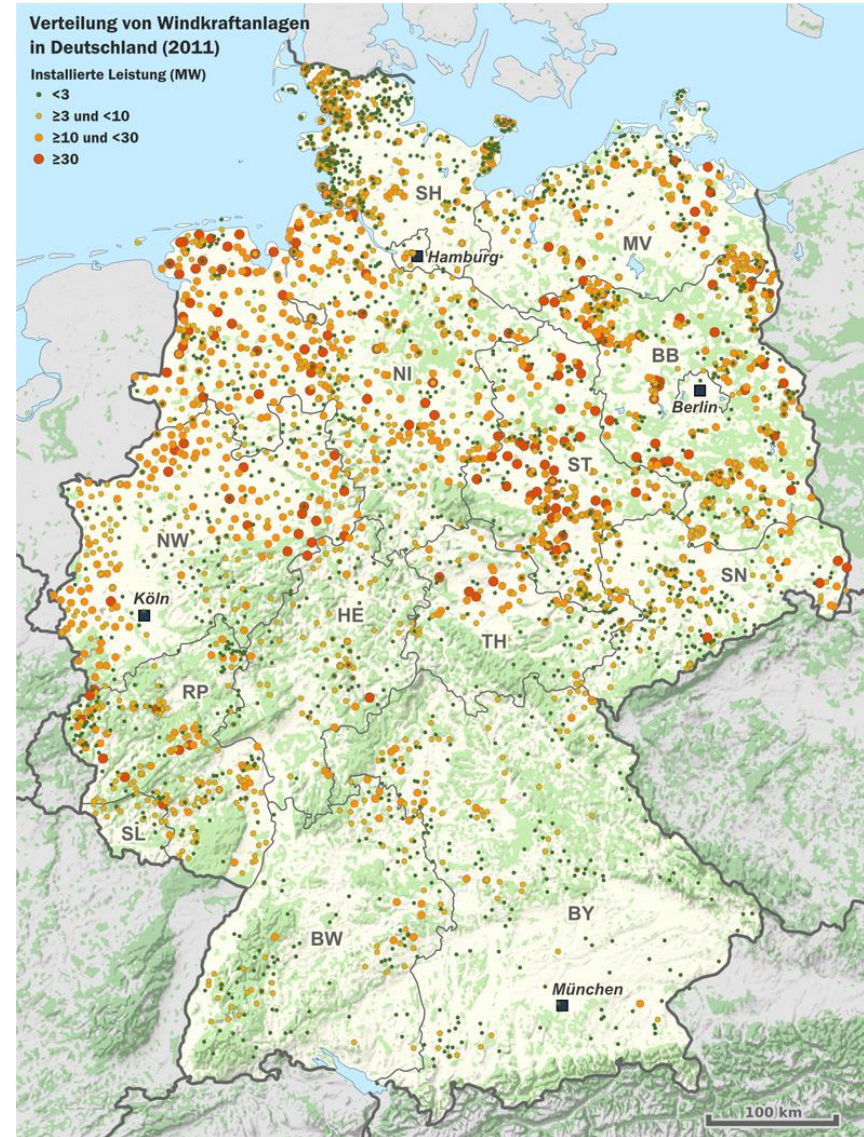 Verteilung von Windkraftanlagen
in Deutschland (2011)
Installierte Leistung (MW)
<3
≥3 und <10
≥10 und <30
≥30
SH
Hamburg
MV
NI
BB
Berlin
ST
NW
Köln
HE
SN
TH
RP
SL
BW
BY
München
100 km